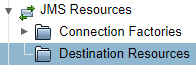 JMS Resources
Connection Factories
Destination Resources